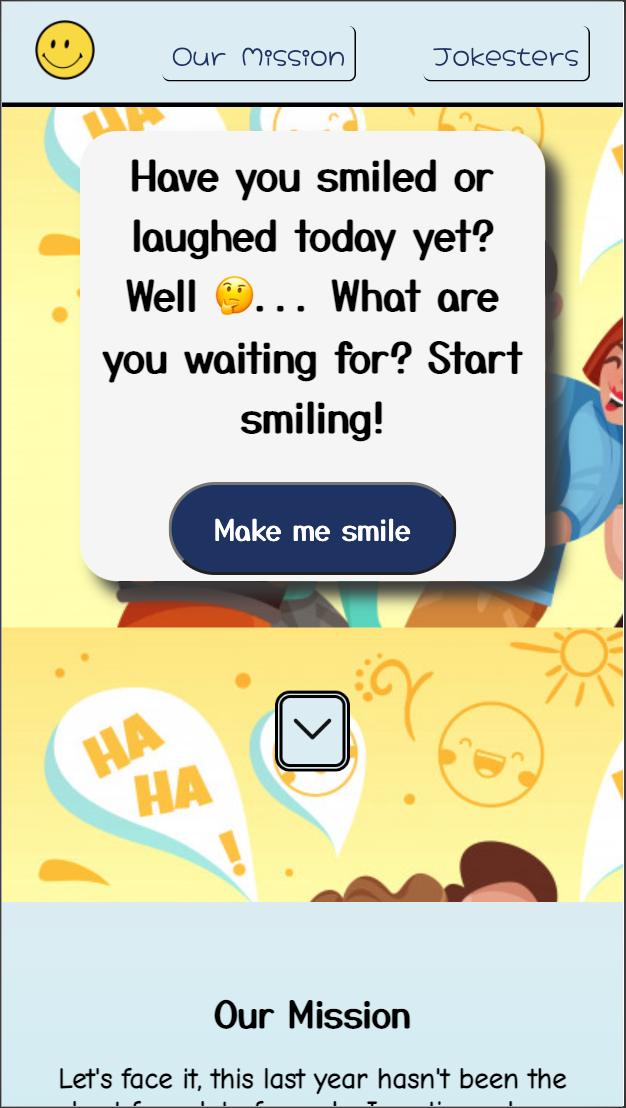 Our Mission
Jokesters
HA
Have you smiled or
laughed today yet?
Well 🤔... What are
you waiting for? Start
smiling!
Make me smile
HA
HA
!
Our Mission
Let's face it, this last year hasn't been the